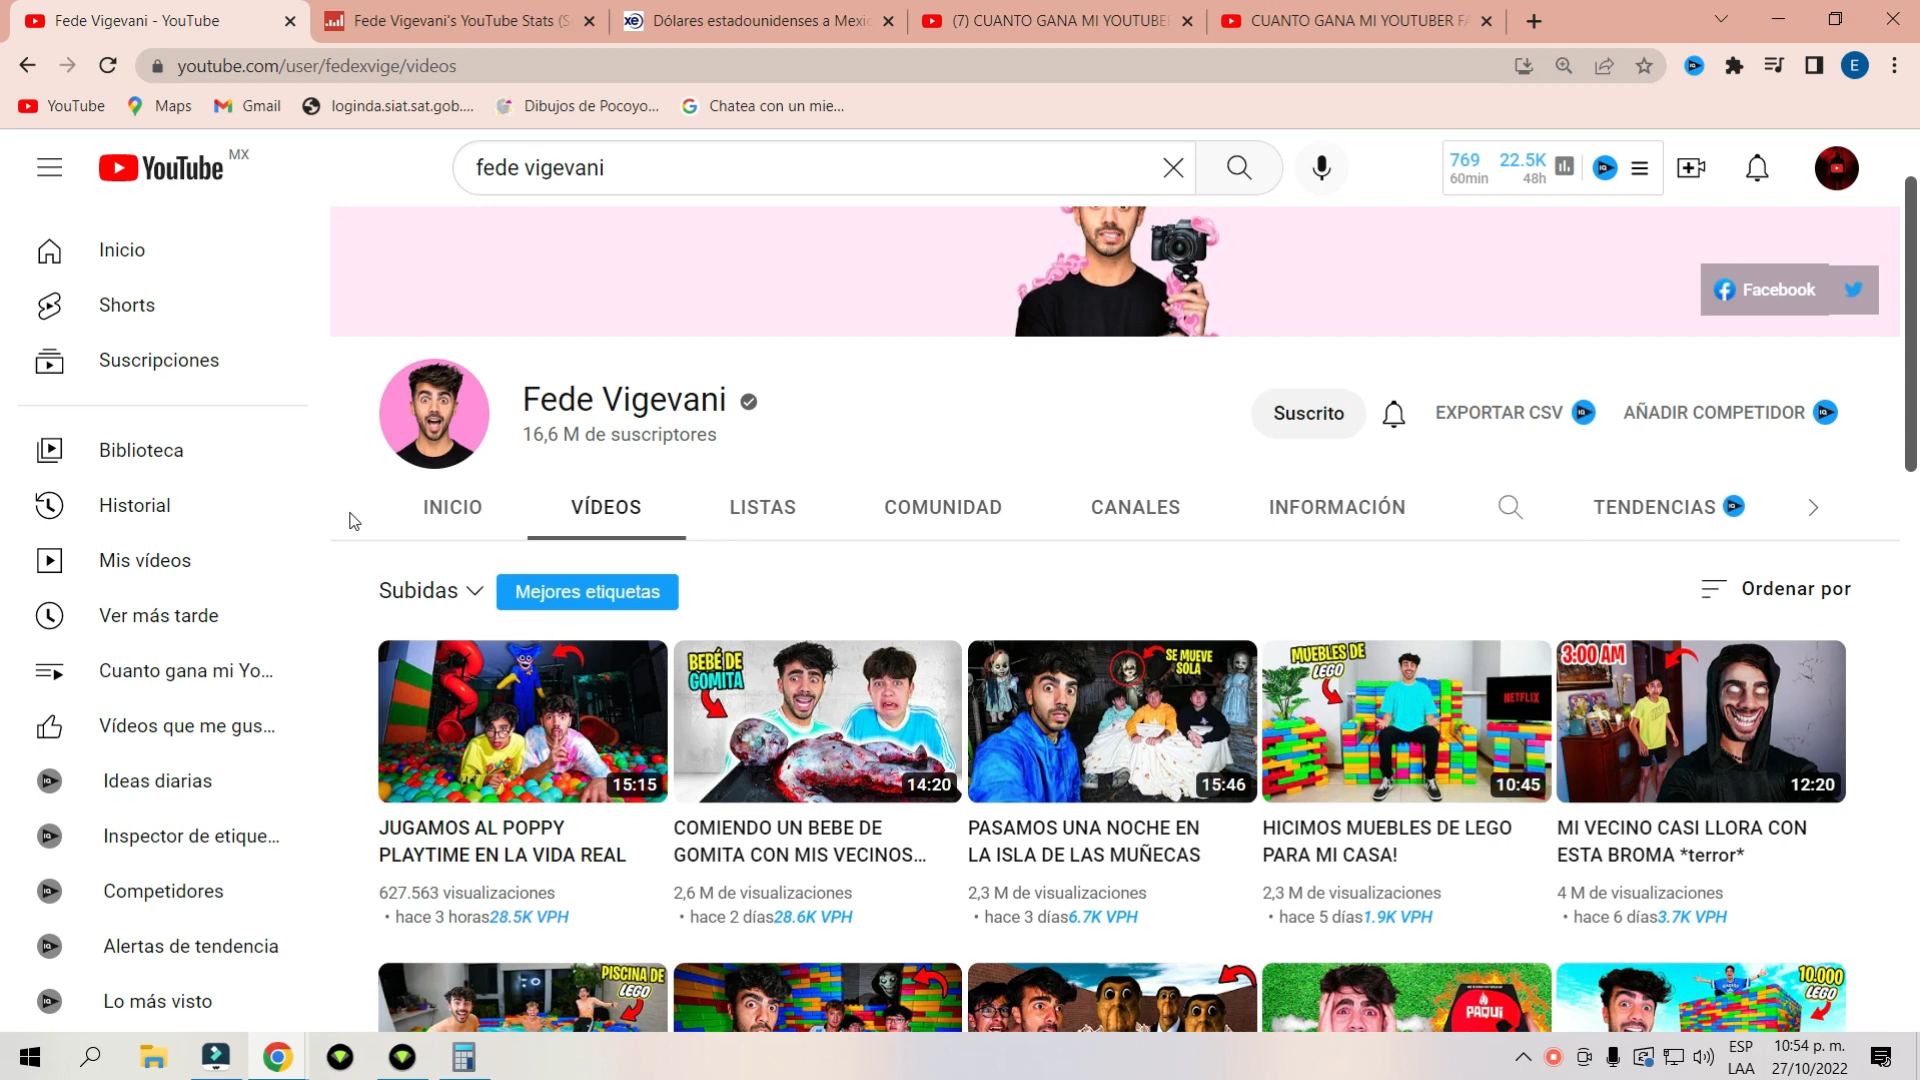 Fede Vigevani - YouTube
Fede Vigevani's YouTube Stats (S
Dólares estadounidenses a Mexic
(7) CUANTO GANA MI YOUTUBE
CUANTO GANA MI YOUTUBER FA
youtube.com/user/fedexvige/videos
E
YouTube
Maps
Gmail
loginda.siat.sat.gob....
Dibujos de Pocoyo...
Chatea con un mie...
YouTube MX
fede vigevani
769 22.5K
60min 48h
Inicio
Shorts
Suscripciones
Biblioteca
Historial
Mis vídeos
Ver más tarde
Cuanto gana mi Yo...
Vídeos que me gus...
Ideas diarias
Inspector de etique...
Competidores
Alertas de tendencia
Lo más visto
Facebook
Fede Vigevani
16,6 M de suscriptores
Suscrito
EXPORTAR CSV
AÑADIR COMPETIDOR
INICIO
VÍDEOS
LISTAS
COMUNIDAD
CANALES
INFORMACIÓN
TENDENCIAS
Subidas
Mejores etiquetas
Ordenar por
15:15
JUGAMOS AL POPPY
PLAYTIME EN LA VIDA REAL
627.563 visualizaciones
• hace 3 horas28.5K VPH
BEBÉ DE
GOMITA
14:20
COMIENDO UN BEBE DE
GOMITA CON MIS VECINOS...
2,6 M de visualizaciones
• hace 2 días28.6K VPH
SE MUEVE
SOLA
15:46
PASAMOS UNA NOCHE EN
LA ISLA DE LAS MUÑECAS
2,3 M de visualizaciones
• hace 3 días6.7K VPH
MUEBLES DE
LEGO
NETFLIX
10:45
HICIMOS MUEBLES DE LEGO
PARA MI CASA!
2,3 M de visualizaciones
• hace 5 días1.9K VPH
3:00 AM
12:20
MI VECINO CASI LLORA CON
ESTA BROMA *terror*
4 M de visualizaciones
• hace 6 días3.7K VPH
PISCINA DE
LEGO
PAQUI
10.000
LEGO
ESP
LAA
10:54 p. m.
27/10/2022